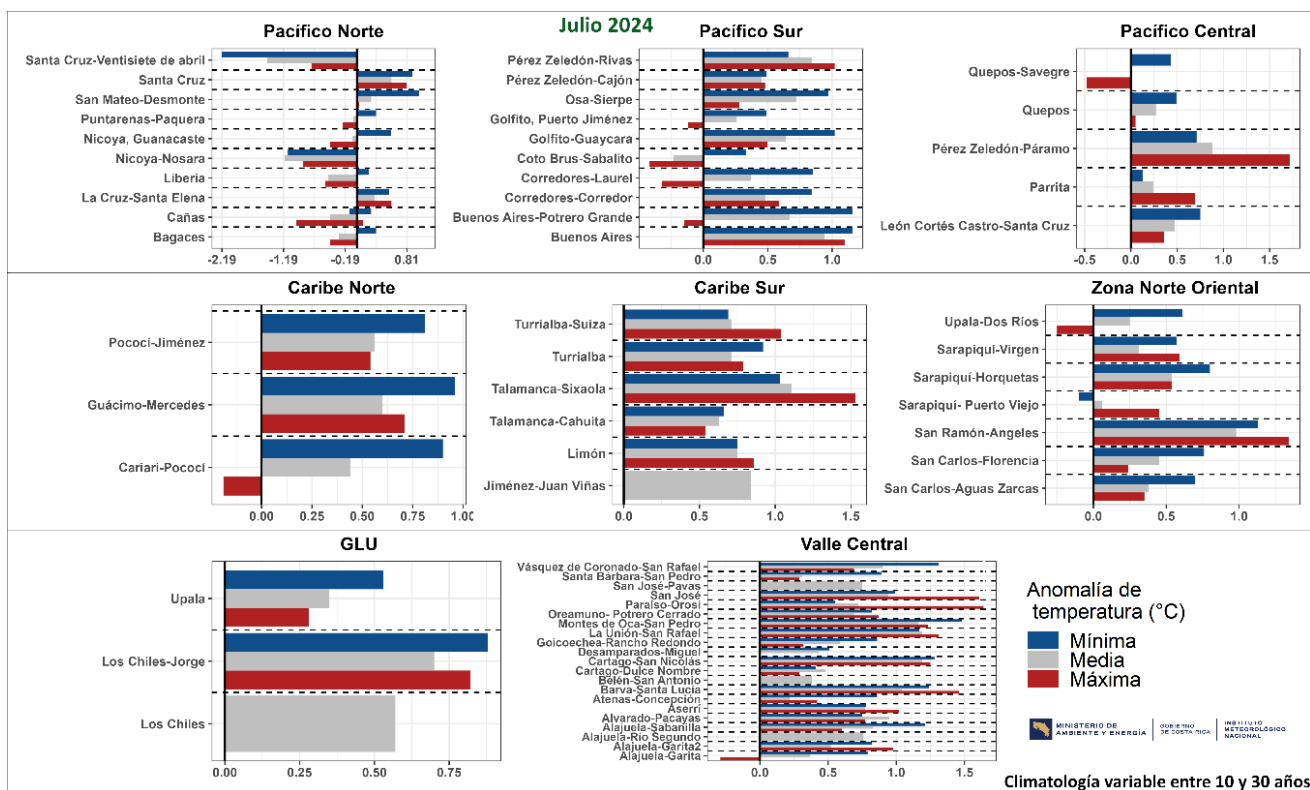 Julio 2024
Pacífico Norte
Santa Cruz-Ventisiete de abril
Santa Cruz
San Mateo-Desmonte
Puntarenas-Paquera
Nicoya, Guanacaste
Nicoya-Nosara
Liberia
La Cruz-Santa Elena
Cañas
Bagaces
-2.19 -1.19 -0.19 0.81
Pacífico Sur
Pérez Zeledón-Rivas
Pérez Zeledón-Cajón
Osa-Sierpe
Golfito, Puerto Jiménez
Golfito-Guaycara
Coto Brus-Sabalito
Corredores-Laurel
Corredores-Corredor
Buenos Aires-Potrero Grande
Buenos Aires
0.0 0.5 1.0
Pacífico Central
Quepos-Savegre
Quepos
Pérez Zeledón-Páramo
Parrita
León Cortés Castro-Santa Cruz
-0.5 0.0 0.5 1.0 1.5
Caribe Norte
Pococí-Jiménez
Guácimo-Mercedes
Cariari-Pococí
0.00 0.25 0.50 0.75 1.00
Caribe Sur
Turrialba-Suiza
Turrialba
Talamanca-Sixaola
Talamanca-Cahuita
Limón
Jiménez-Juan Viñas
0.0 0.5 1.0 1.5
Zona Norte Oriental
Upala-Dos Ríos
Sarapiquí-Virgen
Sarapiquí-Horquetas
Sarapiquí- Puerto Viejo
San Ramón-Angeles
San Carlos-Florencia
San Carlos-Aguas Zarcas
0.0 0.5 1.0
GLU
Upala
Los Chiles-Jorge
Los Chiles
0.00 0.25 0.50 0.75
Valle Central
Vásquez de Coronado-San Rafael
Santa Bárbara-San Pedro
San José-Pavas
San José
Paraíso-Orosi
Oreamuno- Potrero Cerrado
Montes de Oca-San Pedro
La Unión-San Rafael
Goicoechea-Rancho Redondo
Desamparados-Miguel
Cartago-San Nicolás
Cartago-Dulce Nombre
Belén-San Antonio
Barva-Santa Lucía
Atenas-Concepción
Aserrí
Alvarado-Pacayas
Alajuela-Sabanilla
Alajuela-Río Segundo
Alajuela-Garita2
Alajuela-Garita
0.0 0.5 1.0 1.5
Anomalía de
temperatura (°C)
Mínima
Media
Máxima
MINISTERIO DE
AMBIENTE Y ENERGÍA
GOBIERNO
DE COSTA RICA
INSTITUTO
METEOROLÓGICO
NACIONAL
Climatología variable entre 10 y 30 años